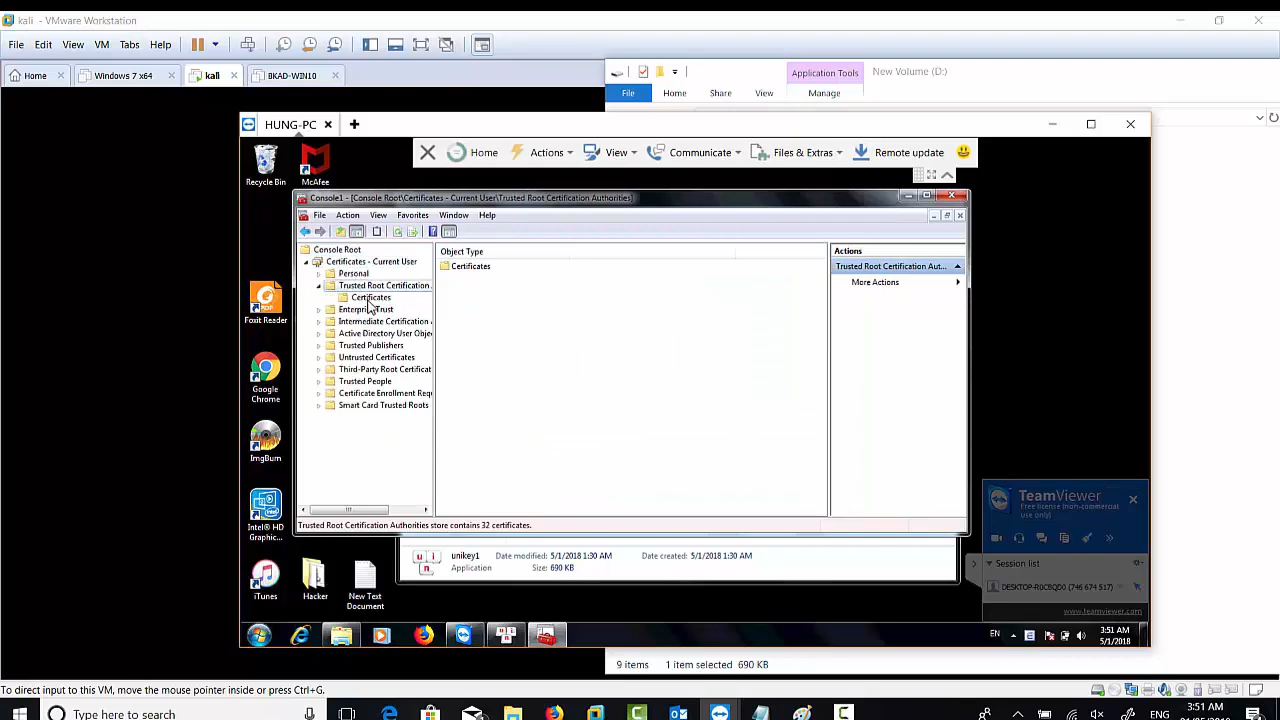 kali - VMware Workstation
File Edit View VM Tabs Help
Home Windows 7 x64 kali BKAD-WIN10
Application Tools New Volume (D:)
File Home Share View Manage
HUNG-PC
Home Actions View Communicate Files & Extras Remote update
Recycle Bin
McAfee
Console1 - [Console Root\Certificates - Current User\Trusted Root Certification Authorities]
File Action View Favorites Window Help
Console Root
Certificates - Current User
Personal
Trusted Root Certification
Certificates
Enterprise Trust
Intermediate Certification
Active Directory User Obje
Trusted Publishers
Untrusted Certificates
Third-Party Root Certificat
Trusted People
Certificate Enrollment Requ
Smart Card Trusted Roots
Object Type
Certificates
Actions
Trusted Root Certification Aut...
More Actions
Trusted Root Certification Authorities store contains 32 certificates.
Foxit Reader
Google Chrome
ImgBurn
Intel® HD Graphic...
iTunes
Hacker
New Text Document
unikey1 Date modified: 5/1/2018 1:30 AM Date created: 5/1/2018 1:30 AM
Application Size: 690 KB
TeamViewer
Free license (non-commercial use only)
Session list
www.teamviewer.com
EN
3:51 AM
5/1/2018
9 items 1 item selected 690 KB
To direct input to this VM, move the mouse pointer inside or press Ctrl+G.
Type here to search
3:51 AM